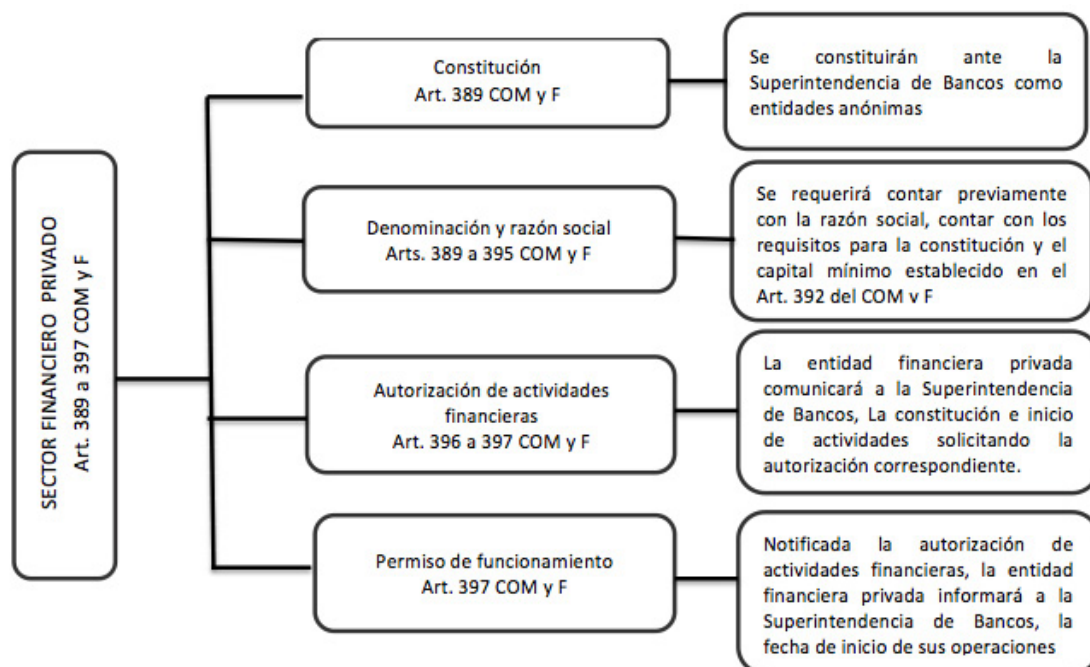 SECTOR FINANCIERO PRIVADO
Art. 389 a 397 COM y F
Constitución
Art. 389 COM y F
Se constituirán ante la
Superintendencia de Bancos como
entidades anónimas
Denominación y razón social
Arts. 389 a 395 COM y F
Se requerirá contar previamente
con la razón social, contar con los
requisitos para la constitución y el
capital mínimo establecido en el
Art. 392 del COM v F
Autorización de actividades
financieras
Art. 396 a 397 COM y F
La entidad financiera privada
comunicará a la Superintendencia
de Bancos, La constitución e inicio
de actividades solicitando la
autorización correspondiente.
Permiso de funcionamiento
Art. 397 COM y F
Notificada la autorización de
actividades financieras, la entidad
financiera privada informará a la
Superintendencia de Bancos, la
fecha de inicio de sus operaciones